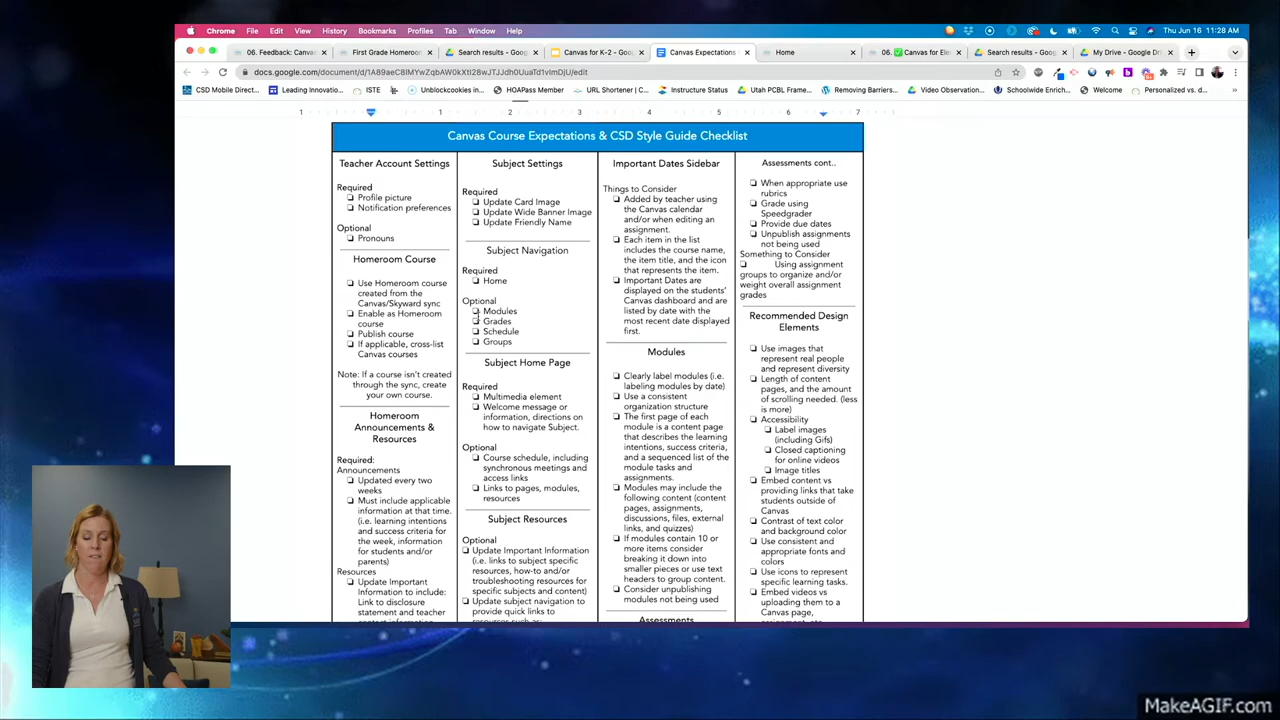 Chrome File Edit View History Bookmarks Profiles Tab Window Help Thu Jun 16 11:28 AM
06. Feedback: Canva First Grade Homeroom Search results - Goog Canvas for K-2 - Goog Canvas Expectations Home 06. Canvas for Ele Search results - Goo My Drive - Google Dri
docs.google.com/document/d/
CSD Mobile Direct... Leading Innovatio... ISTE Unblockcookies in... HOAPass Member URL Shortener (... Instructure Status Utah PCBL Frame... Removing Barriers... Video Observation... Schoolwide Enrich... Welcome Personalized vs. d...
1 1 2 3 4 5 6 7
Canvas Course Expectations & CSD Style Guide Checklist
Teacher Account Settings
Required
Profile picture
Notification preferences
Optional
Pronouns
Homeroom Course
Use Homeroom course
created from the
Canvas/Skyward sync
Enable as Homeroom
course
Publish course
If applicable, cross-list
Canvas courses
Note: If a course isn't created
through the sync, create
your own course.
Homeroom
Announcements &
Resources
Required:
Announcements
Updated every two
weeks
Must include applicable
information at that time
(i.e. learning intentions
and success criteria for
the week, information
for students and/or
parents)
Resources
Update Important
Information to include:
Link to disclosure
statement and teacher
contact information
Subject Settings
Required
Update Card Image
Update Wide Banner Image
Update Friendly Name
Subject Navigation
Required
Home
Optional
Modules
Grades
Schedule
Groups
Subject Home Page
Required
Multimedia element
Welcome message or
information, directions on
how to navigate Subject.
Optional
Course schedule, including
synchronous meetings and
access links
Links to pages, modules,
resources
Subject Resources
Optional
Update Important Information
(i.e. links to subject specific
resources, how-to and/or
troubleshooting resources for
specific subjects and content)
Update subject navigation to
provide quick links to
resources such as:
Important Dates Sidebar
Things to Consider
Added by teacher using
the Canvas calendar
and/or when editing an
assignment.
Each item in the list
includes the course name,
the item title, and the icon
that represents the item.
Important Dates are
displayed on the students'
Canvas dashboard and are
listed by date with the
most recent date displayed
first.
Modules
Clearly label modules (i.e.
labeling modules by date)
Use a consistent
organization structure
The first page of each
module is a content page
that describes the learning
intentions, success criteria,
and a sequenced list of the
module tasks and
assignments.
Modules may include the
following content (content
pages, assignments,
discussions, files, external
links, and quizzes)
If modules contain 10 or
more items consider
breaking it down into
smaller pieces or use text
headers to group content.
Consider unpublishing
modules not being used
Assessments
Assessments cont..
When appropriate use
rubrics
Grade using
Speedgrader
Provide due dates
Unpublish assignments
not being used
Something to Consider
Using assignment
groups to organize and/or
weight overall assignment
grades
Recommended Design
Elements
Use images that
represent real people
and represent diversity
Length of content
pages, and the amount
of scrolling needed. (less
is more)
Accessibility
Label images
(including Gifs)
Closed captioning
for online videos
Image titles
Embed content vs
providing links that take
students outside of
Canvas
Contrast of text color
and background color
Use consistent and
appropriate fonts and
colors
Use icons to represent
specific learning tasks.
Embed videos vs
uploading them to a
Canvas page,
assignment, etc.
MakeAGIF.com